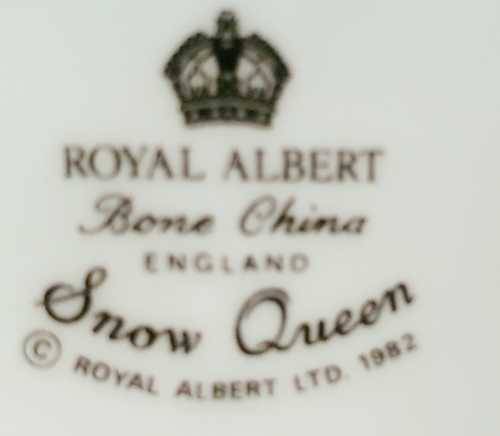 ROYAL ALBERT
Bone China
ENGLAND
Snow Queen
© ROYAL ALBERT LTD. 1982